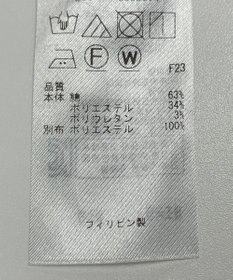 F W
F23
品質
本体 綿 63%
ポリエステル 34%
ポリウレタン 3%
別布 ポリエステル 100%
フィリピン製